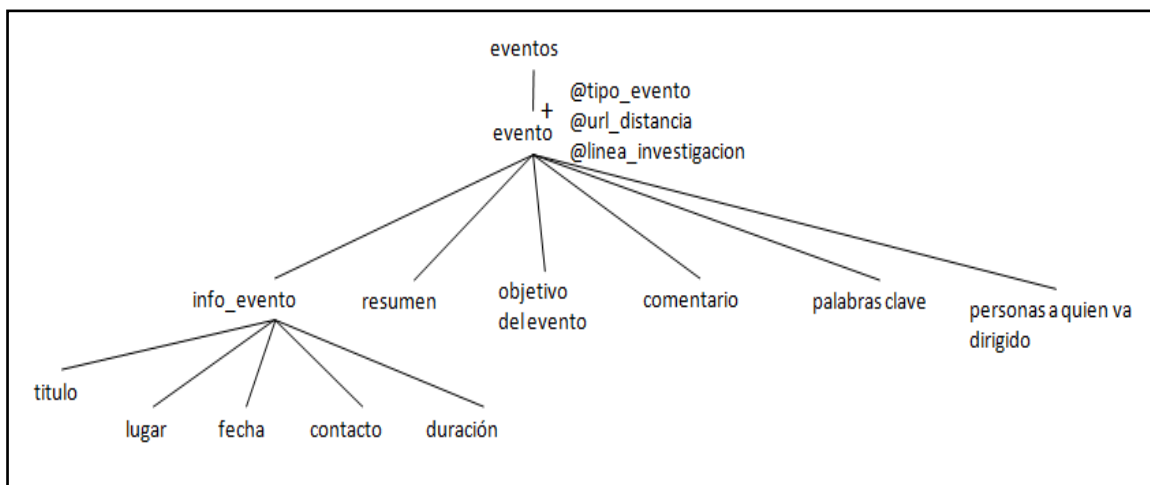 eventos
+
@tipo_evento
@url_distancia
@linea_investigacion
evento
info_evento
resumen
objetivo
del evento
comentario
palabras clave
personas a quien va
dirigido
titulo
lugar
fecha
contacto
duración